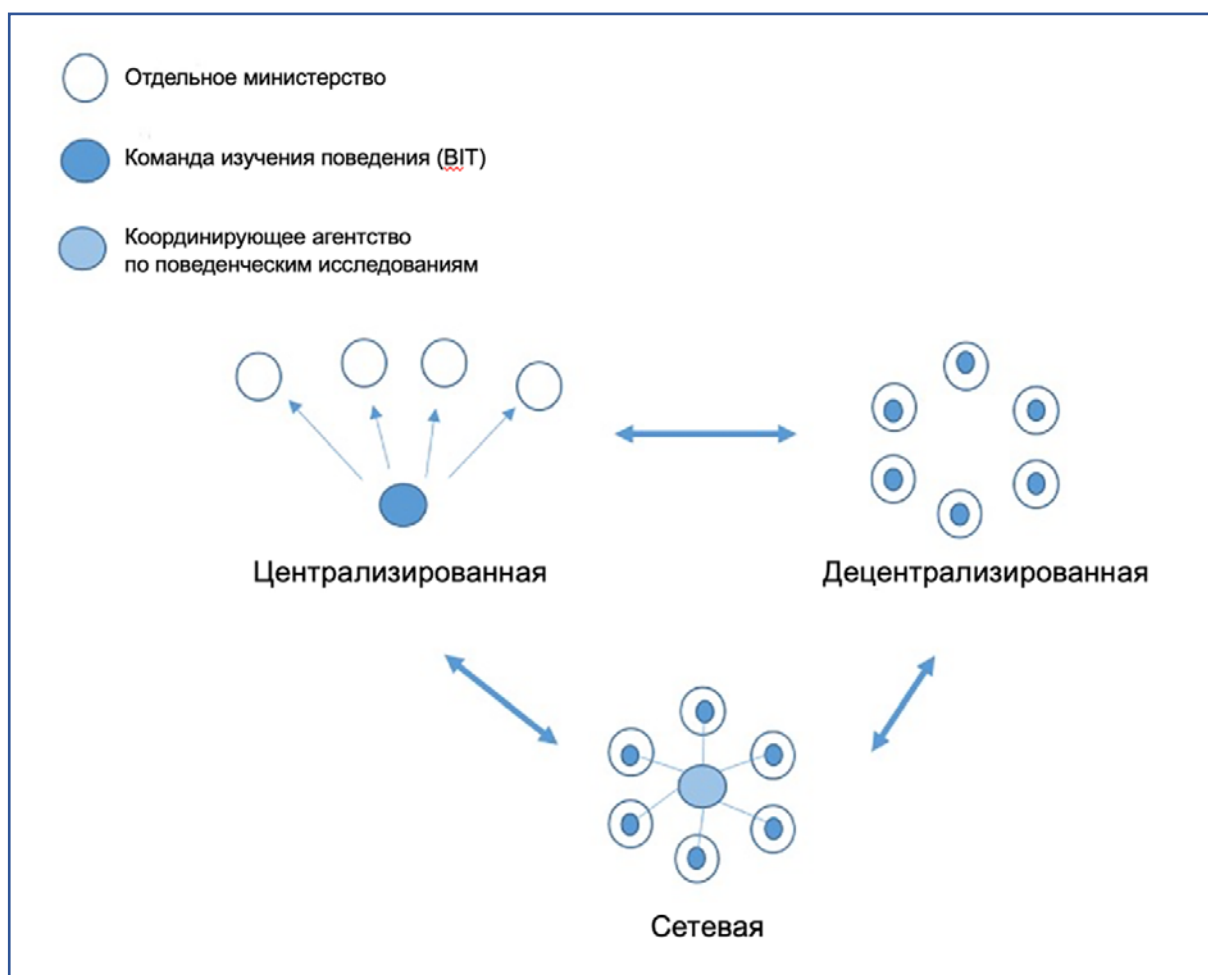 Отдельное министерство
Команда изучения поведения (BIT)
Координирующее агентство
по поведенческим исследованиям
Централизированная
Децентрализированная
Сетевая